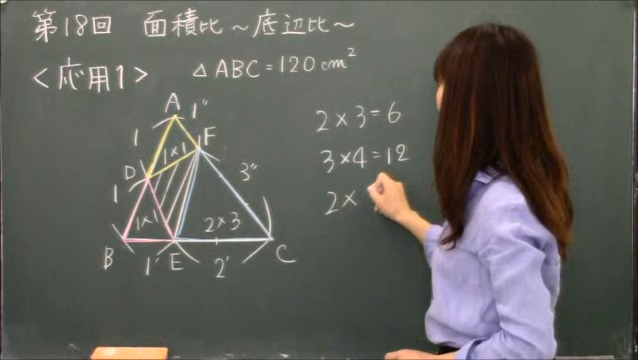 第18回 面積比～底辺比～
<応用1> △ABC=120cm²
A 1"
1 F
D 1×1
1 3"
1×1 2×3
B 1' E 2' C
2×3=6
3×4=12
2×